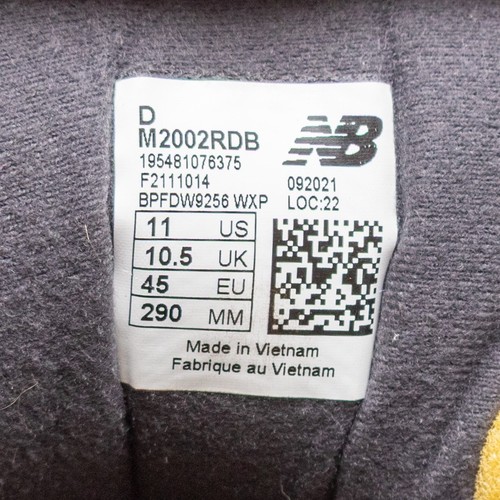 D
M2002RDB
195481076375
F2111014
BPFDW9256 WXP
NB
092021
LOC:22
11 US
10.5 UK
45 EU
290 MM
Made in Vietnam
Fabrique au Vietnam